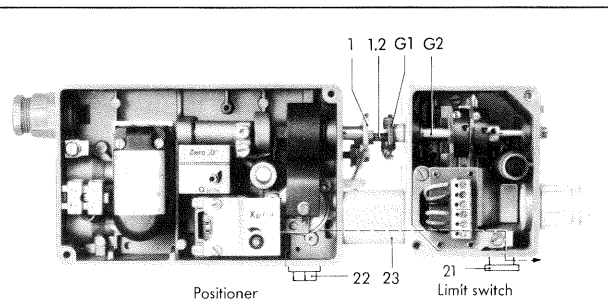 1 1.2 G1 G2
Zero
Xp
22 23
21
Positioner
Limit switch